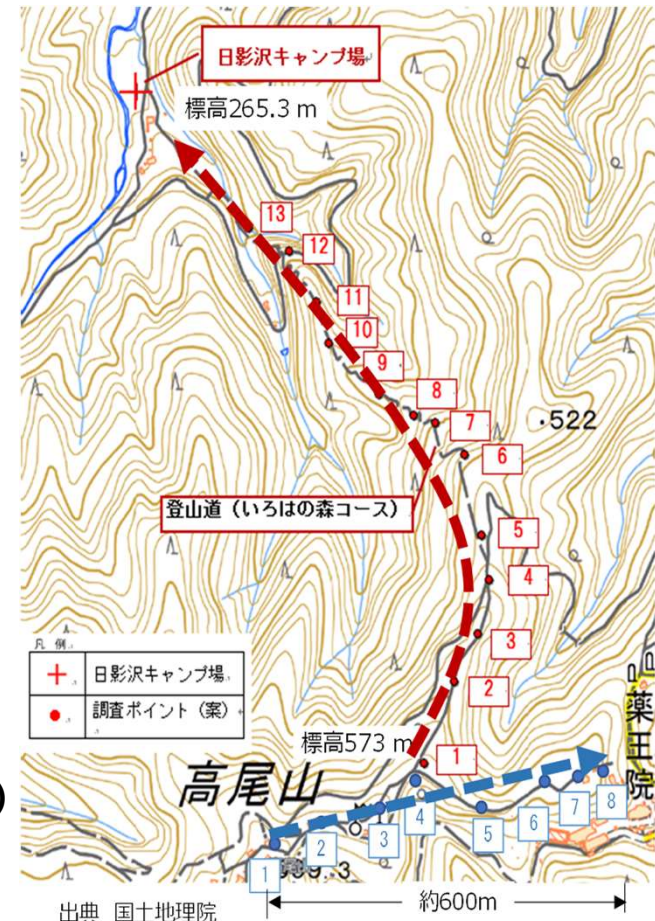 日影沢キャンプ場
標高265.3 m
13
12
11
10
9
8
7
・522
6
登山道（いろはの森コース）
5
4
凡 例
3
日影沢キャンプ場
2
調査ポイント（案）
薬王院
標高573 m
1
高尾山
)
4
8
7
6
5
3
2
1
99.3
出典 国土地理院
約600m